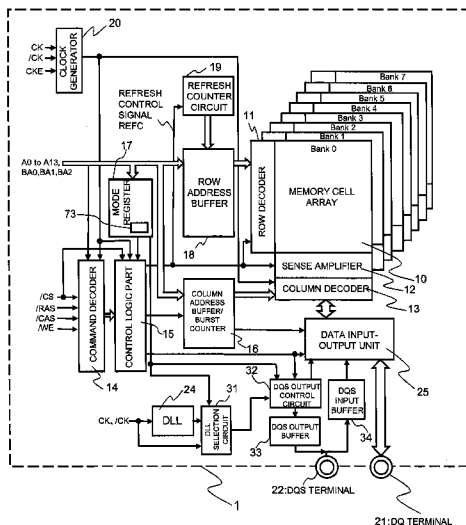 20
CK
/CK
CKE
CLOCK GENERATOR
19
REFRESH COUNTER CIRCUIT
REFRESH CONTROL SIGNAL REFC
Bank 7
Bank 6
Bank 5
Bank 4
Bank 3
Bank 2
Bank 1
Bank 0
11
A0 to A13,
BA0,BA1,BA2
17
MODE REGISTER
73
ROW ADDRESS BUFFER
18
ROW DECODER
MEMORY CELL ARRAY
10
SENSE AMPLIFIER
12
COLUMN DECODER
13
/CS
/RAS
/CAS
/WE
COMMAND DECODER
14
CONTROL LOGIC PART
15
COLUMN ADDRESS BUFFER/ BURST COUNTER
16
DATA INPUT-OUTPUT UNIT
25
24
31
CK, /CK
DLL
DLL SELECTION CIRCUIT
32
DQS OUTPUT CONTROL CIRCUIT
33
DQS OUTPUT BUFFER
DQS INPUT BUFFER
34
1
22:DQS TERMINAL
21:DQ TERMINAL